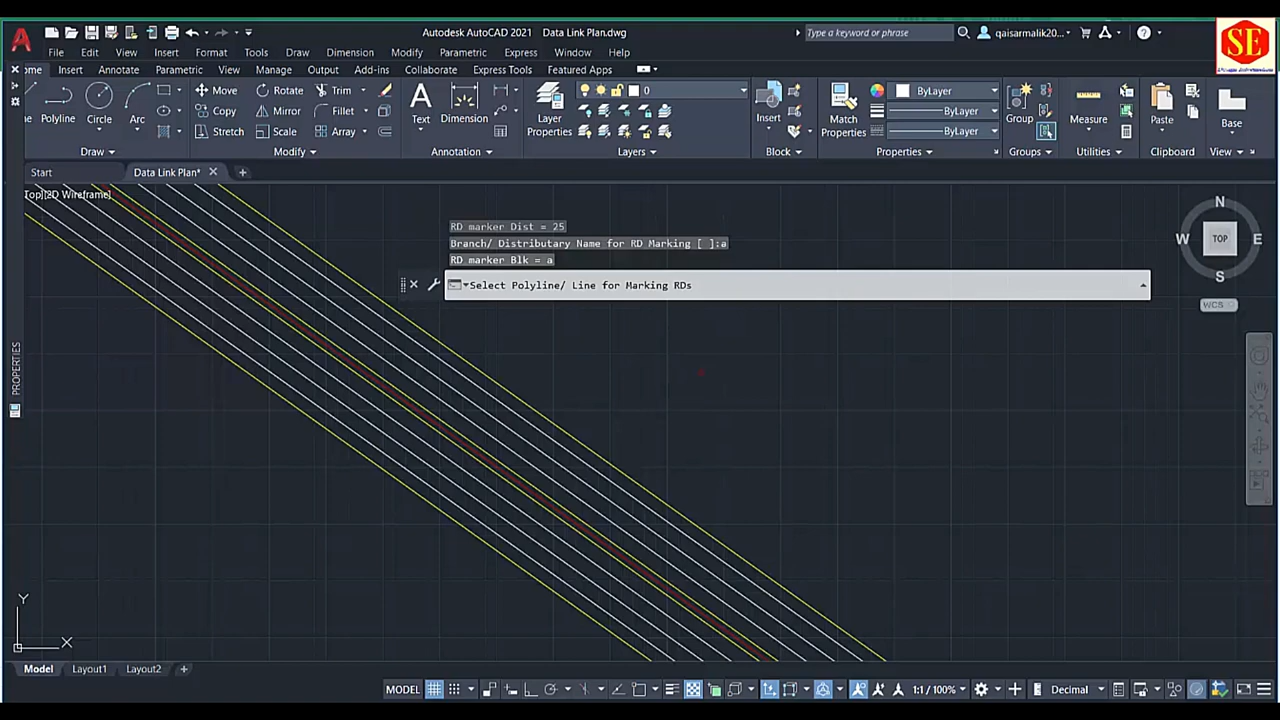 Autodesk AutoCAD 2021 Data Link Plan.dwg
Type a keyword or phrase
qaisarmalik20...
SE
File Edit View Insert Format Tools Draw Dimension Modify Parametric Express Window Help
ome Insert Annotate Parametric View Manage Output Add-ins Collaborate Express Tools Featured Apps
Polyline
Circle
Arc
Move
Rotate
Trim
Copy
Mirror
Fillet
Stretch
Scale
Array
Text
Dimension
Layer
Properties
0
Insert
Match
Properties
ByLayer
ByLayer
ByLayer
Group
Measure
Paste
Base
Draw
Modify
Annotation
Layers
Block
Properties
Groups
Utilities
Clipboard
View
Start
Data Link Plan*
Top][2D Wireframe]
RD marker Dist = 25
Branch/ Distributary Name for RD Marking [ ]:a
RD marker Blk = a
Select Polyline/ Line for Marking RDs
N
W
TOP
E
S
WCS
PROPERTIES
Y
X
Model Layout1 Layout2
MODEL
1:1 / 100%
Decimal